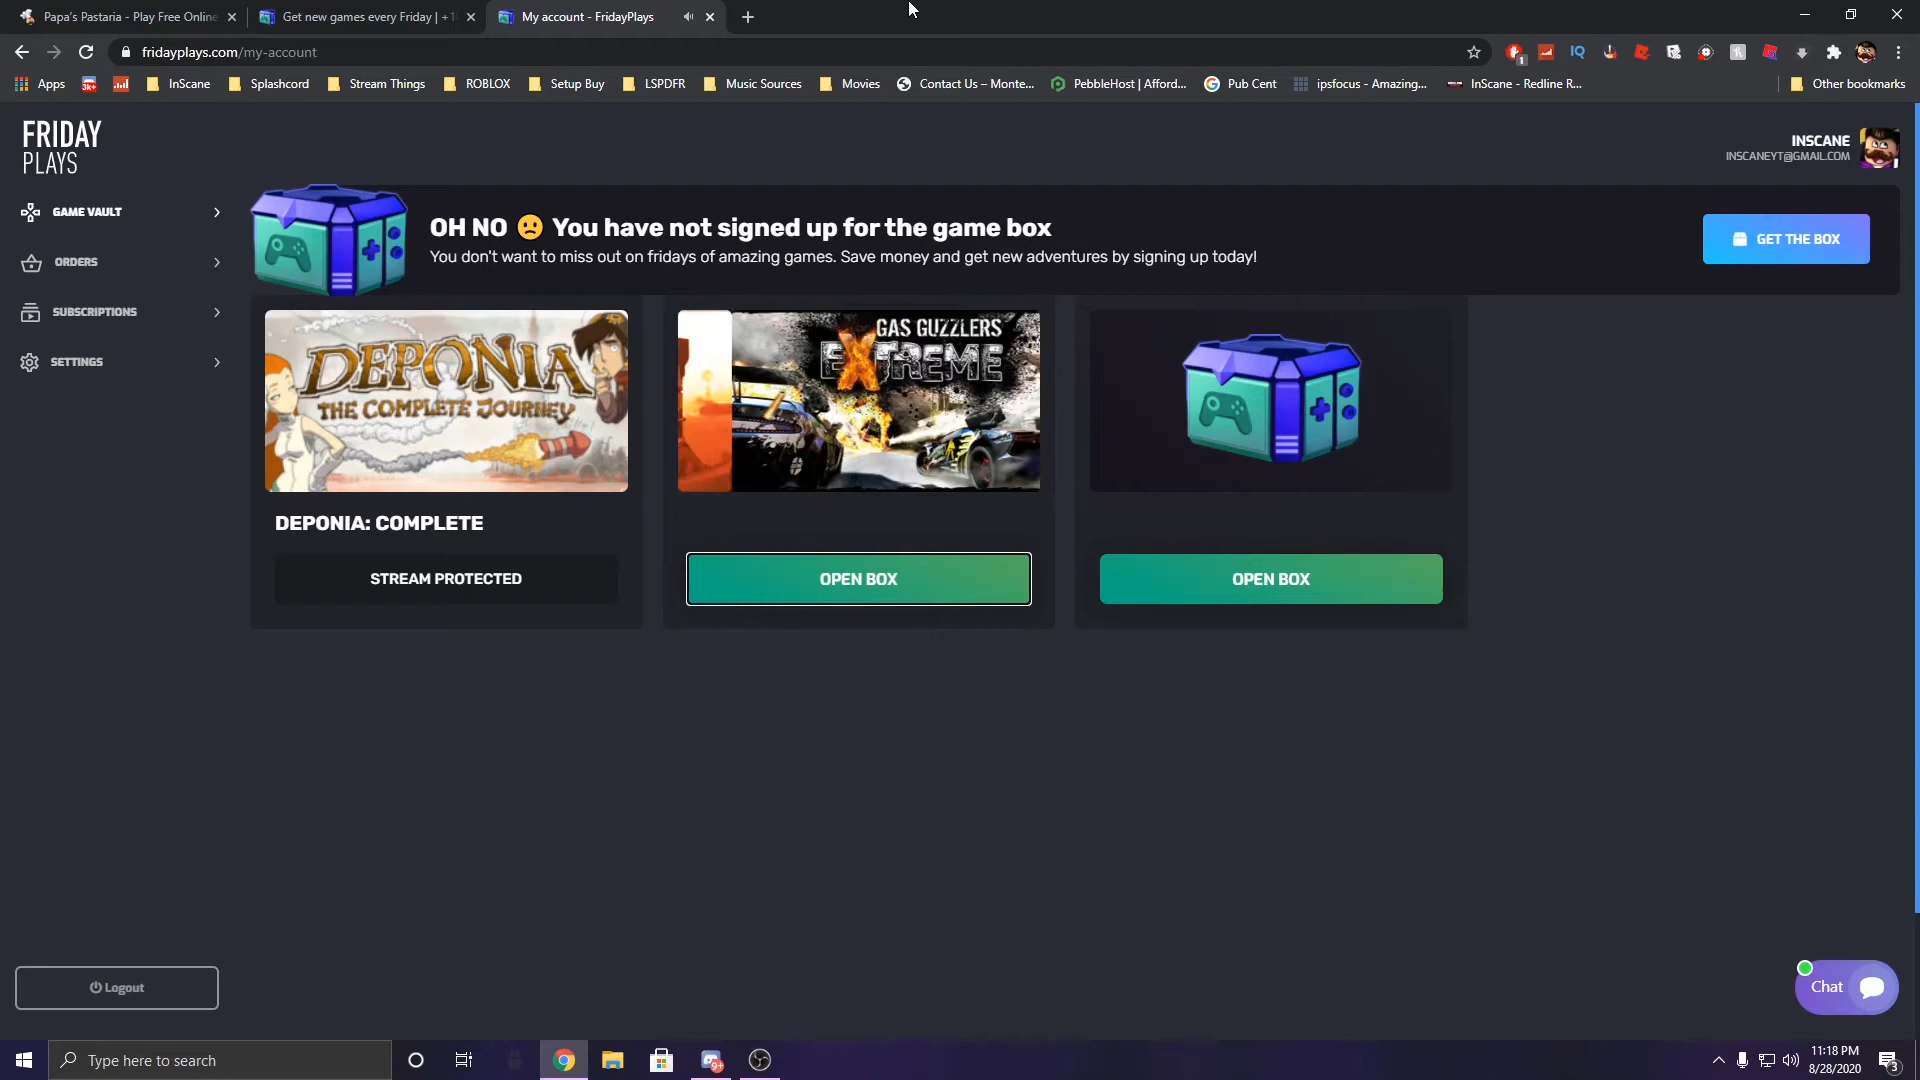 Papa's Pastaria - Play Free Online
Get new games every Friday | + 1
My account - FridayPlays
fridayplays.com/my-account
1
Apps
3k+
InScane
Splashcord
Stream Things
ROBLOX
Setup Buy
LSPDFR
Music Sources
Movies
Contact Us – Monte...
PebbleHost | Afford...
Pub Cent
ipsfocus - Amazing...
InScane - Redline R...
Other bookmarks
FRIDAY
PLAYS
INSCANE
INSCANEYT@GMAIL.COM
GAME VAULT
ORDERS
SUBSCRIPTIONS
SETTINGS
OH NO 🙁 You have not signed up for the game box
You don't want to miss out on fridays of amazing games. Save money and get new adventures by signing up today!
GET THE BOX
DEPONIA
THE COMPLETE JOURNEY
GAS GUZZLERS
EXTREME
DEPONIA: COMPLETE
STREAM PROTECTED
OPEN BOX
OPEN BOX
Logout
Chat
Type here to search
9+
11:18 PM
8/28/2020
3